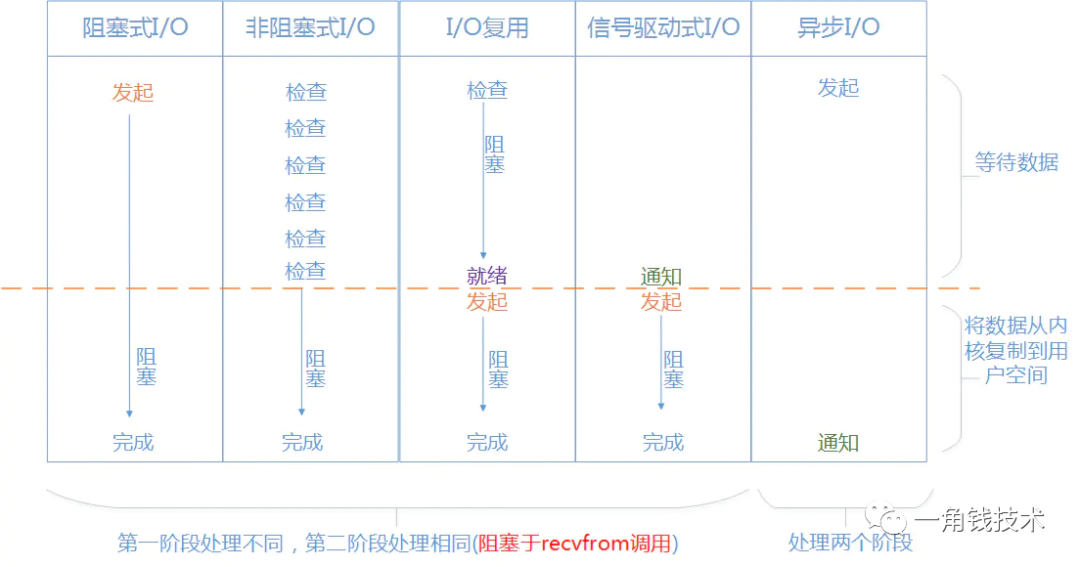 阻塞式I/O
非阻塞式I/O
I/O复用
信号驱动式I/O
异步I/O
发起
检查
检查
发起
检查
检查
检查
检查
检查
阻塞
等待数据
就绪
通知
发起
发起
阻塞
阻塞
阻塞
阻塞
将数据从内
核复制到用
户空间
完成
完成
完成
完成
通知
一角钱技术
第一阶段处理不同，第二阶段处理相同(阻塞于recvfrom调用)
处理两个阶段